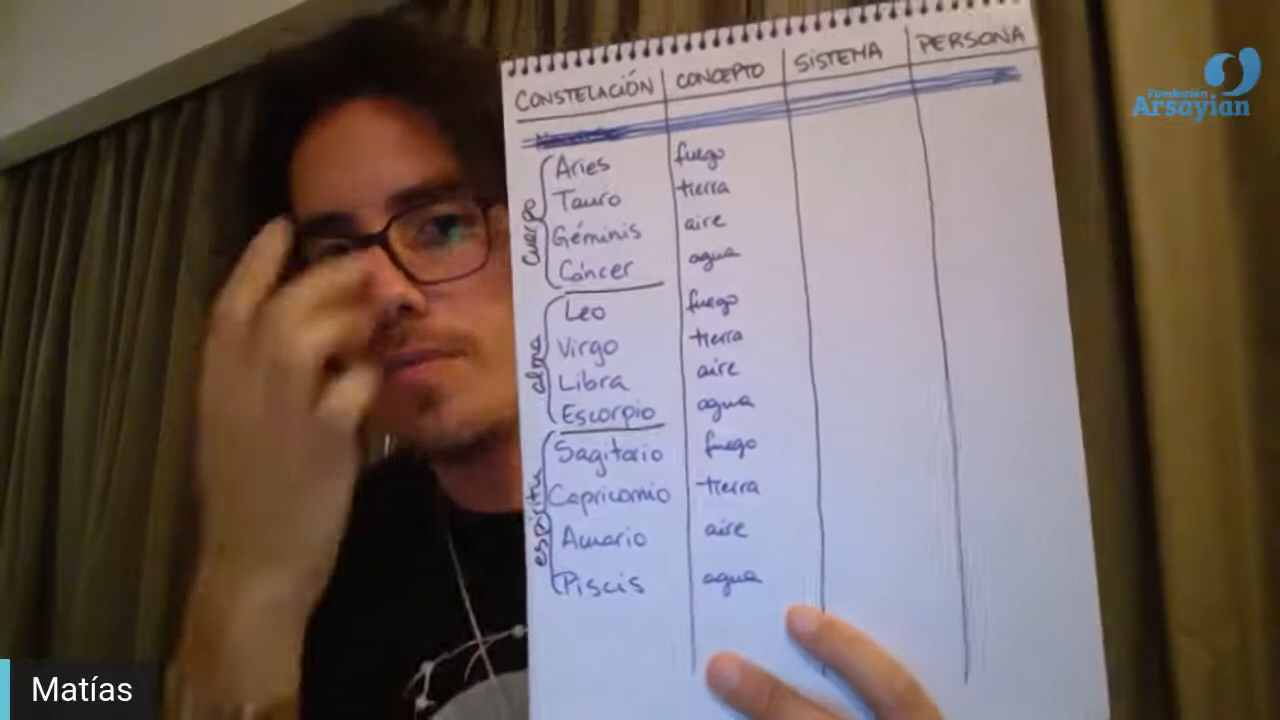 CONSTELACIÓN CONCEPTO SISTEMA PERSONA
cuerpo
Aries fuego
Tauro tierra
Géminis aire
Cáncer agua
alma
Leo fuego
Virgo tierra
Libra aire
Escorpio agua
espíritu
Sagitario fuego
Capricornio tierra
Acuario aire
Piscis agua
Fundación
Arsayian
Matías